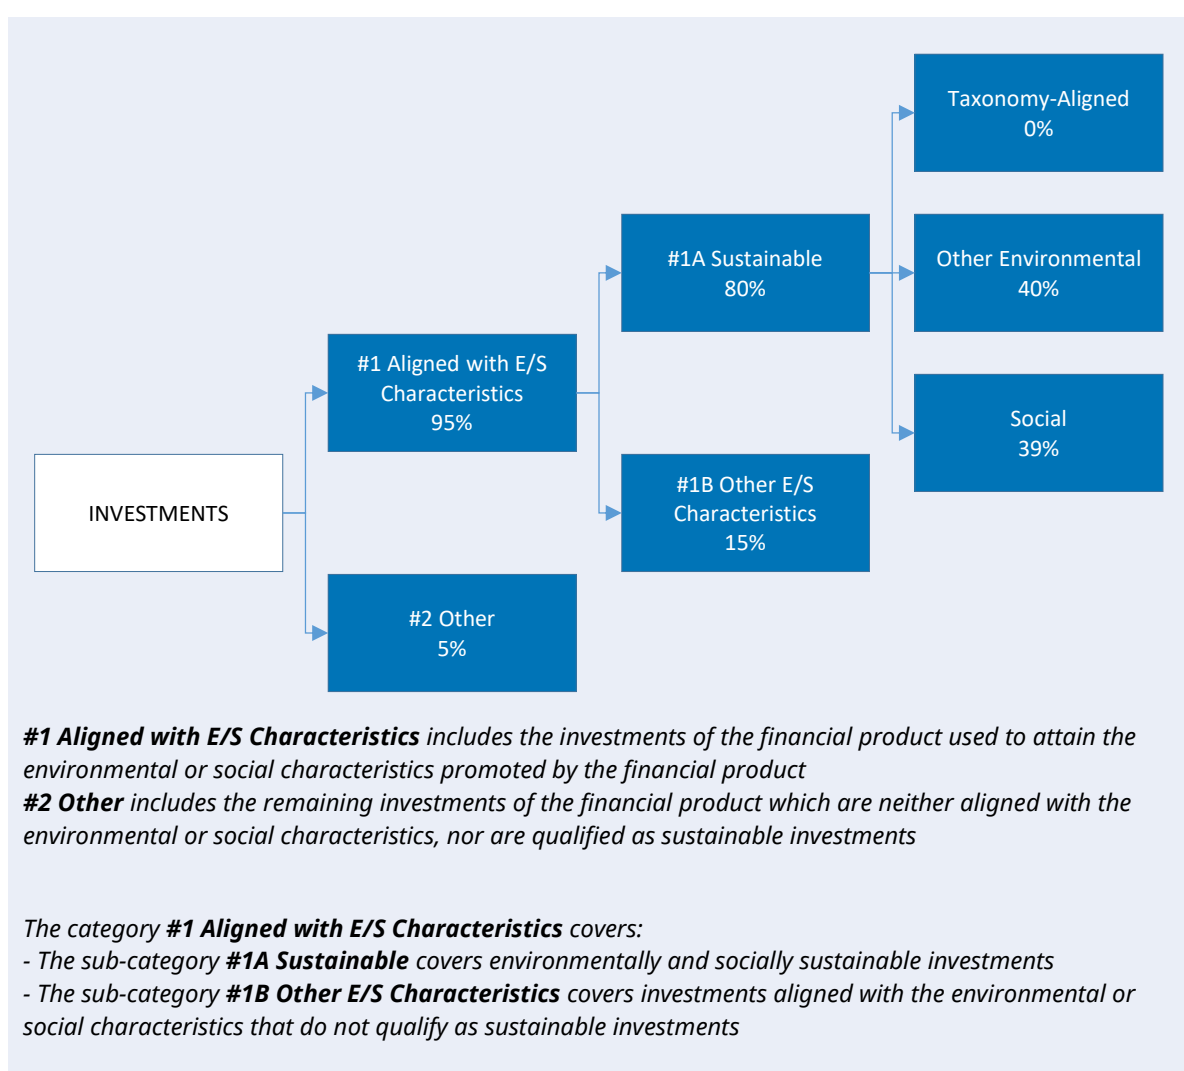 INVESTMENTS
#1 Aligned with E/S
Characteristics
95%
#2 Other
5%
#1A Sustainable
80%
#1B Other E/S
Characteristics
15%
Taxonomy-Aligned
0%
Other Environmental
40%
Social
39%
#1 Aligned with E/S Characteristics includes the investments of the financial product used to attain the
environmental or social characteristics promoted by the financial product
#2 Other includes the remaining investments of the financial product which are neither aligned with the
environmental or social characteristics, nor are qualified as sustainable investments
The category #1 Aligned with E/S Characteristics covers:
- The sub-category #1A Sustainable covers environmentally and socially sustainable investments
- The sub-category #1B Other E/S Characteristics covers investments aligned with the environmental or
social characteristics that do not qualify as sustainable investments